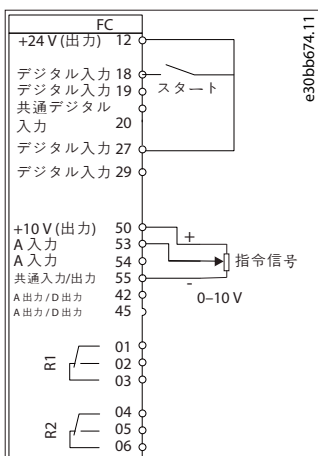 FC
+24 V (出力) 12
デジタル入力 18
デジタル入力 19
スタート
共通デジタル
入力 20
デジタル入力 27
デジタル入力 29
+10 V (出力) 50
A 入力 53
A 入力 54
共通入力/出力 55
A 出力 / D 出力 42
A 出力 / D 出力 45
+
指令信号
-
0–10 V
R1
01
02
03
R2
04
05
06
e30bb674.11